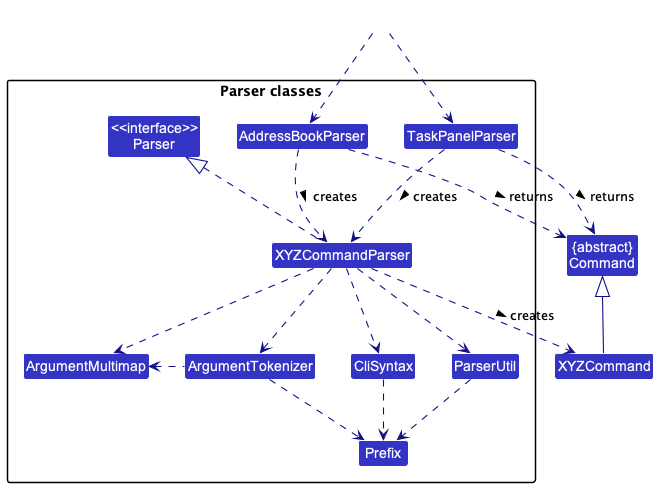 Parser classes
<<interface>>
Parser
AddressBookParser
TaskPanelParser
creates
creates
returns
returns
XYZCommandParser
{abstract}
Command
creates
ArgumentMultimap
ArgumentTokenizer
CliSyntax
ParserUtil
XYZCommand
Prefix